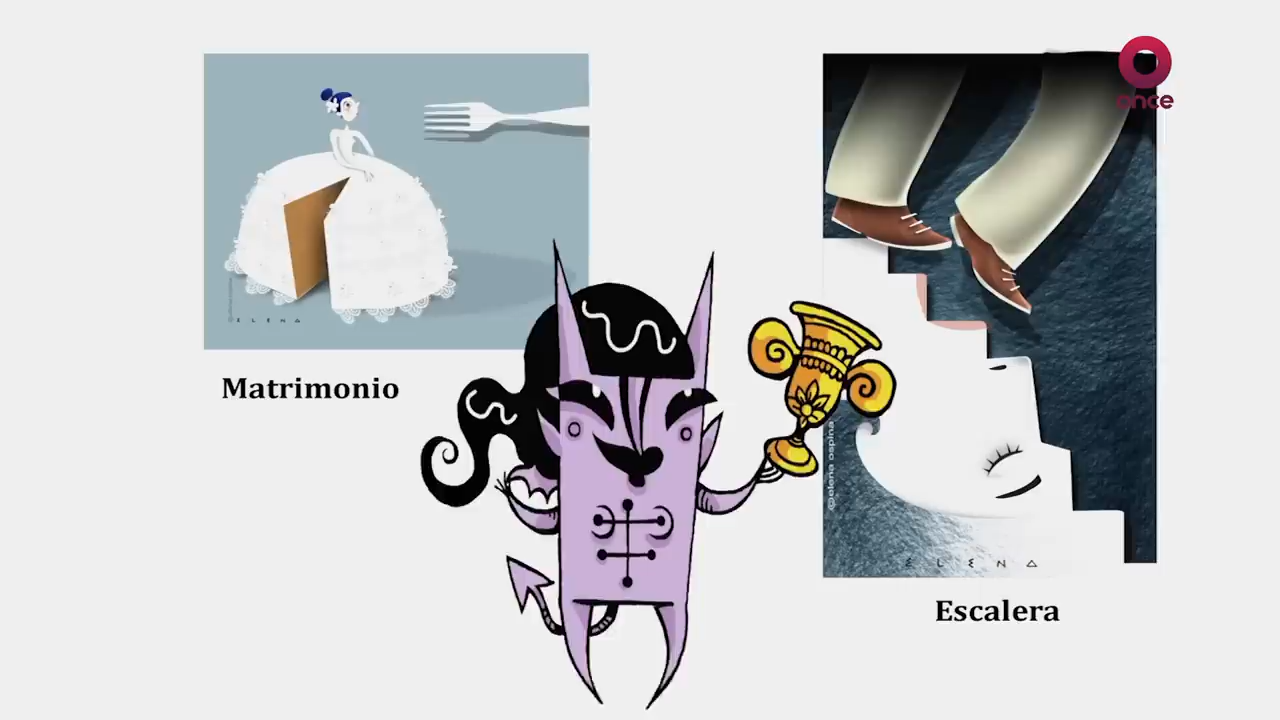 once
ELENA
Matrimonio
©elena ospina
ELENA
Escalera